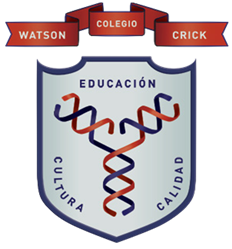 WATSON COLEGIO CRICK
EDUCACIÓN
CULTURA
CALIDAD